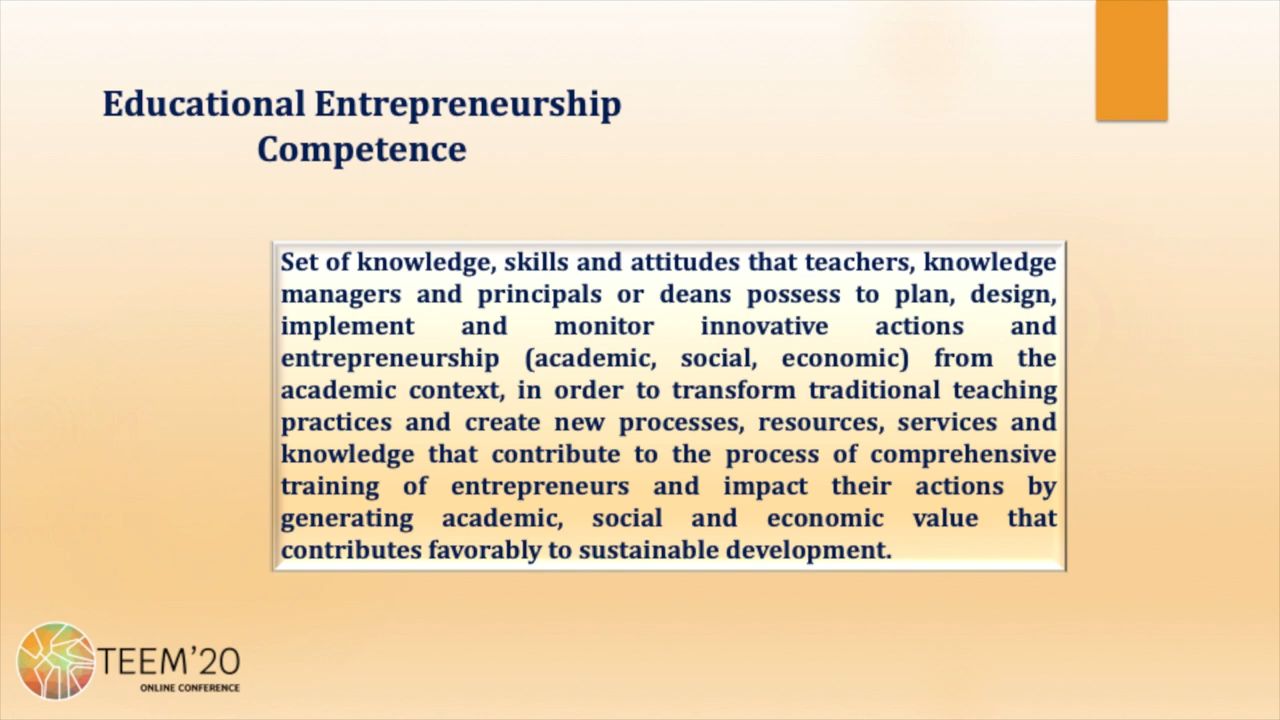 Educational Entrepreneurship
Competence
Set of knowledge, skills and attitudes that teachers, knowledge
managers and principals or deans possess to plan, design,
implement and monitor innovative actions and
entrepreneurship (academic, social, economic) from the
academic context, in order to transform traditional teaching
practices and create new processes, resources, services and
knowledge that contribute to the process of comprehensive
training of entrepreneurs and impact their actions by
generating academic, social and economic value that
contributes favorably to sustainable development.
TEEM’20
ONLINE CONFERENCE